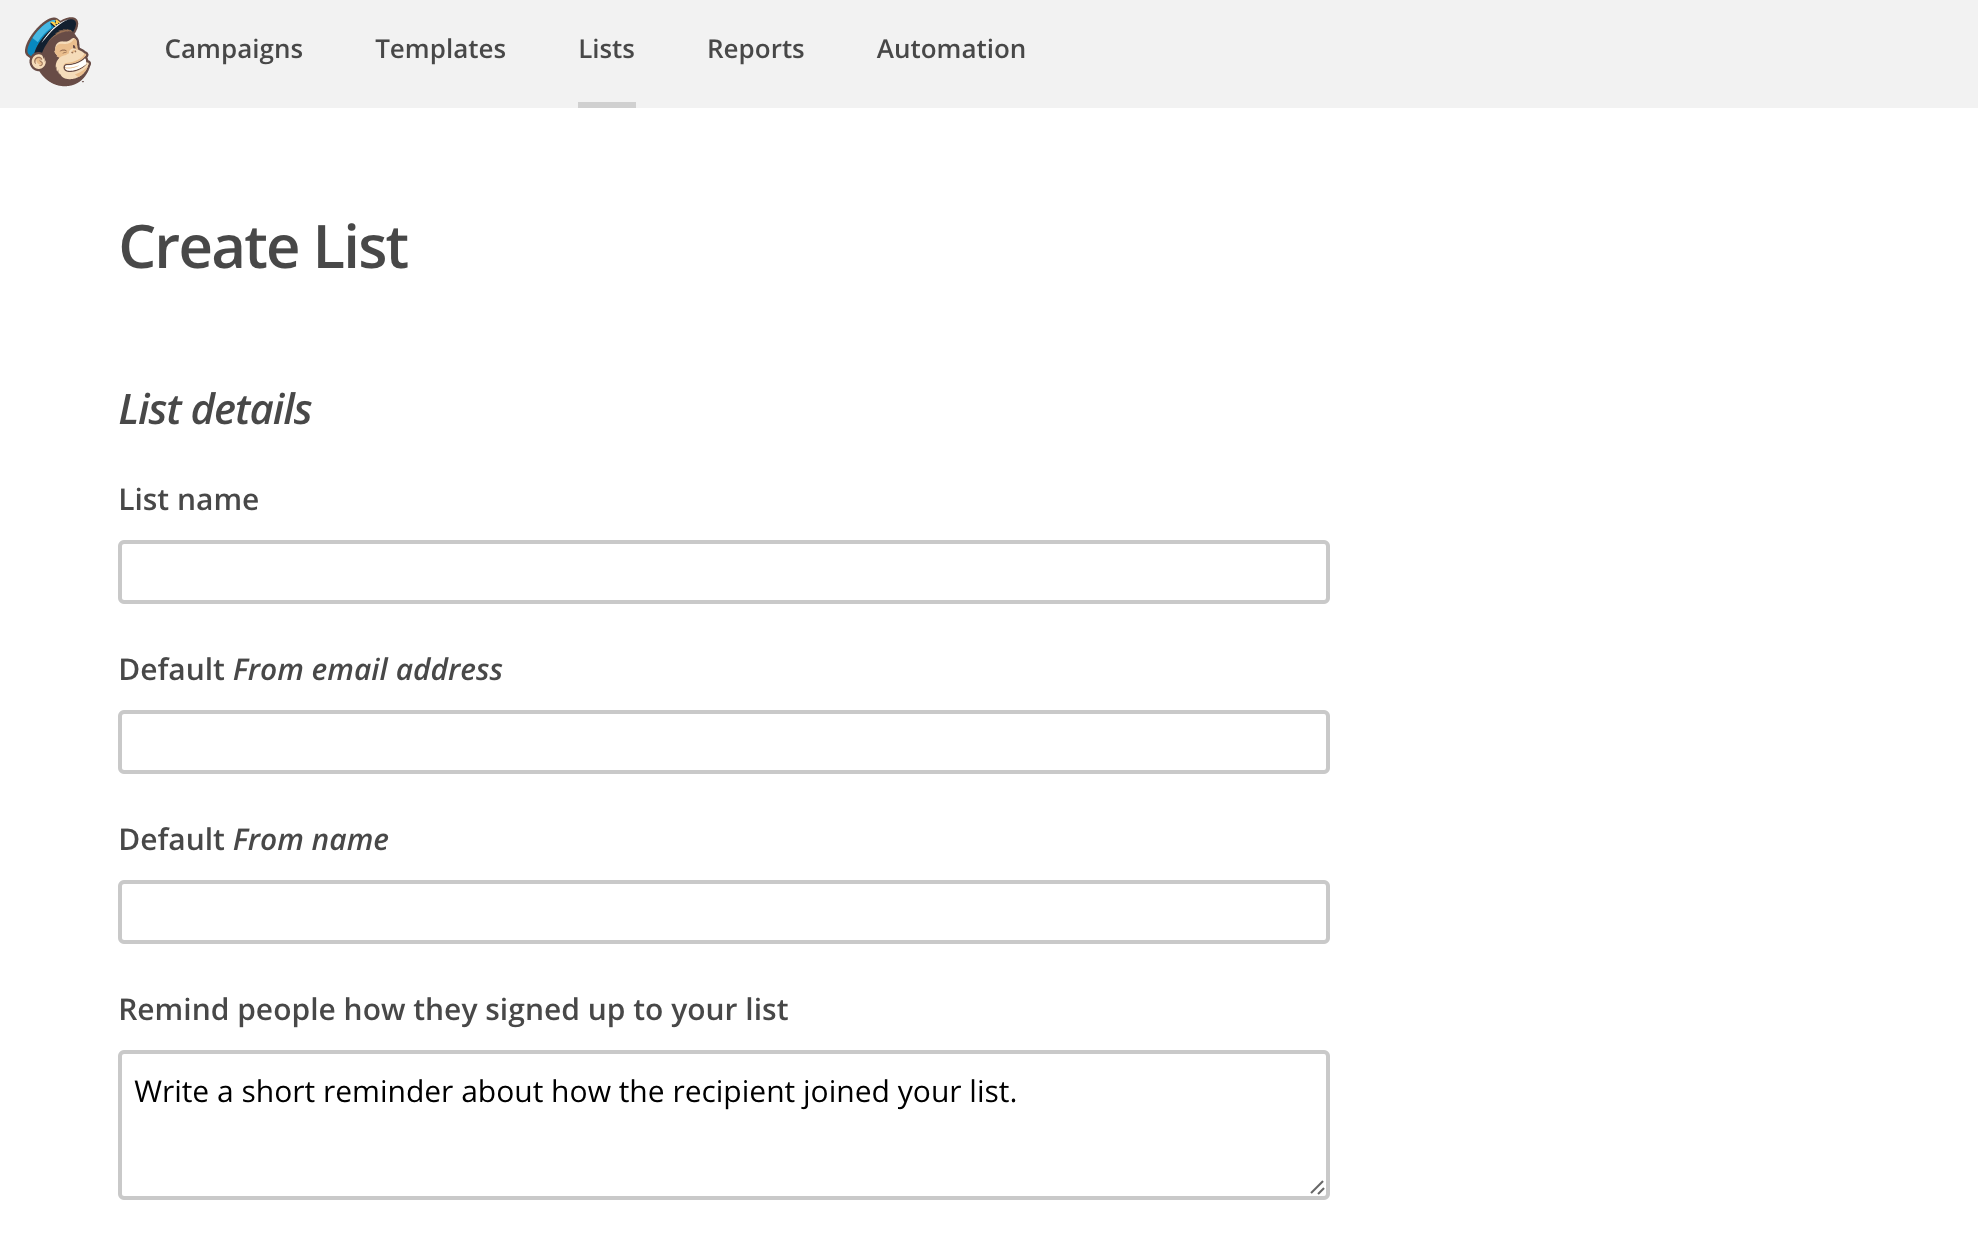 Campaigns Templates Lists Reports Automation
Create List
List details
List name
Default From email address
Default From name
Remind people how they signed up to your list
Write a short reminder about how the recipient joined your list.